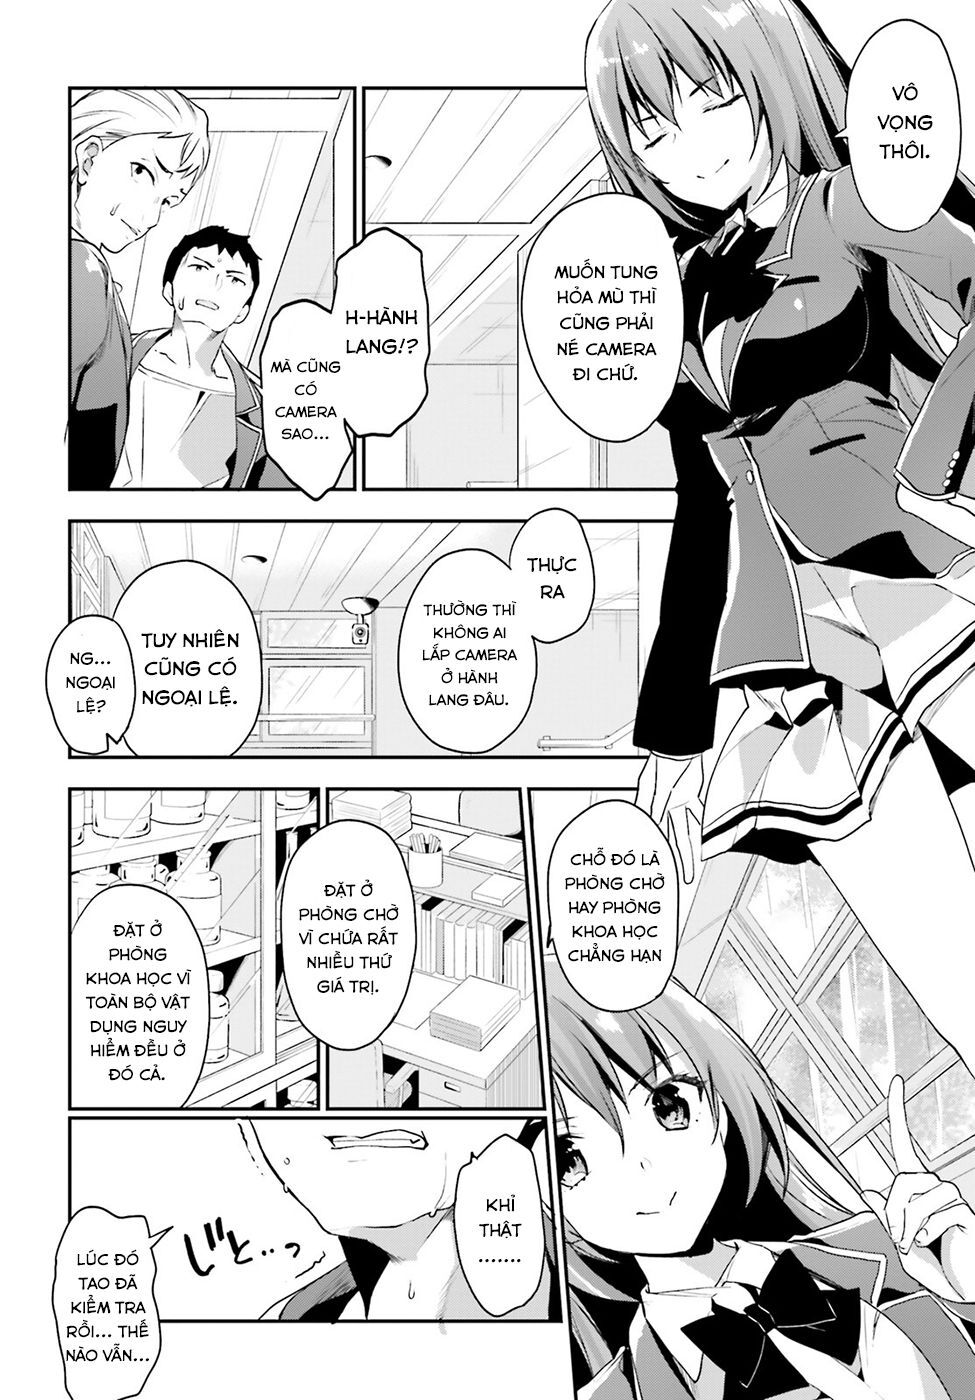 VÔ
VỌNG
THÔI.
MUỐN TUNG
HỎA MÙ THÌ
CŨNG PHẢI
NÉ CAMERA
ĐI CHỨ.
H-HÀNH
LANG!?
MÀ CŨNG
CÓ
CAMERA
SAO...
THỰC
RA
THƯỜNG THÌ
KHÔNG AI
LẮP CAMERA
Ở HÀNH
LANG ĐÂU.
TUY NHIÊN
CŨNG CÓ
NGOẠI LỆ.
NG...
NGOẠI
LỆ?
CHỖ ĐÓ LÀ
PHÒNG CHỜ
HAY PHÒNG
KHOA HỌC
CHẲNG HẠN
ĐẶT Ở
PHÒNG CHỜ
VÌ CHỨA RẤT
NHIỀU THỨ
GIÁ TRỊ.
ĐẶT Ở
PHÒNG
KHOA HỌC VÌ
TOÀN BỘ VẬT
DỤNG NGUY
HIỂM ĐỀU Ở
ĐÓ CẢ.
KHỈ
THẬT
........
じと..っ
LÚC ĐÓ
TAO ĐÃ
KIỂM TRA
RỒI... THẾ
NÀO VẪN...